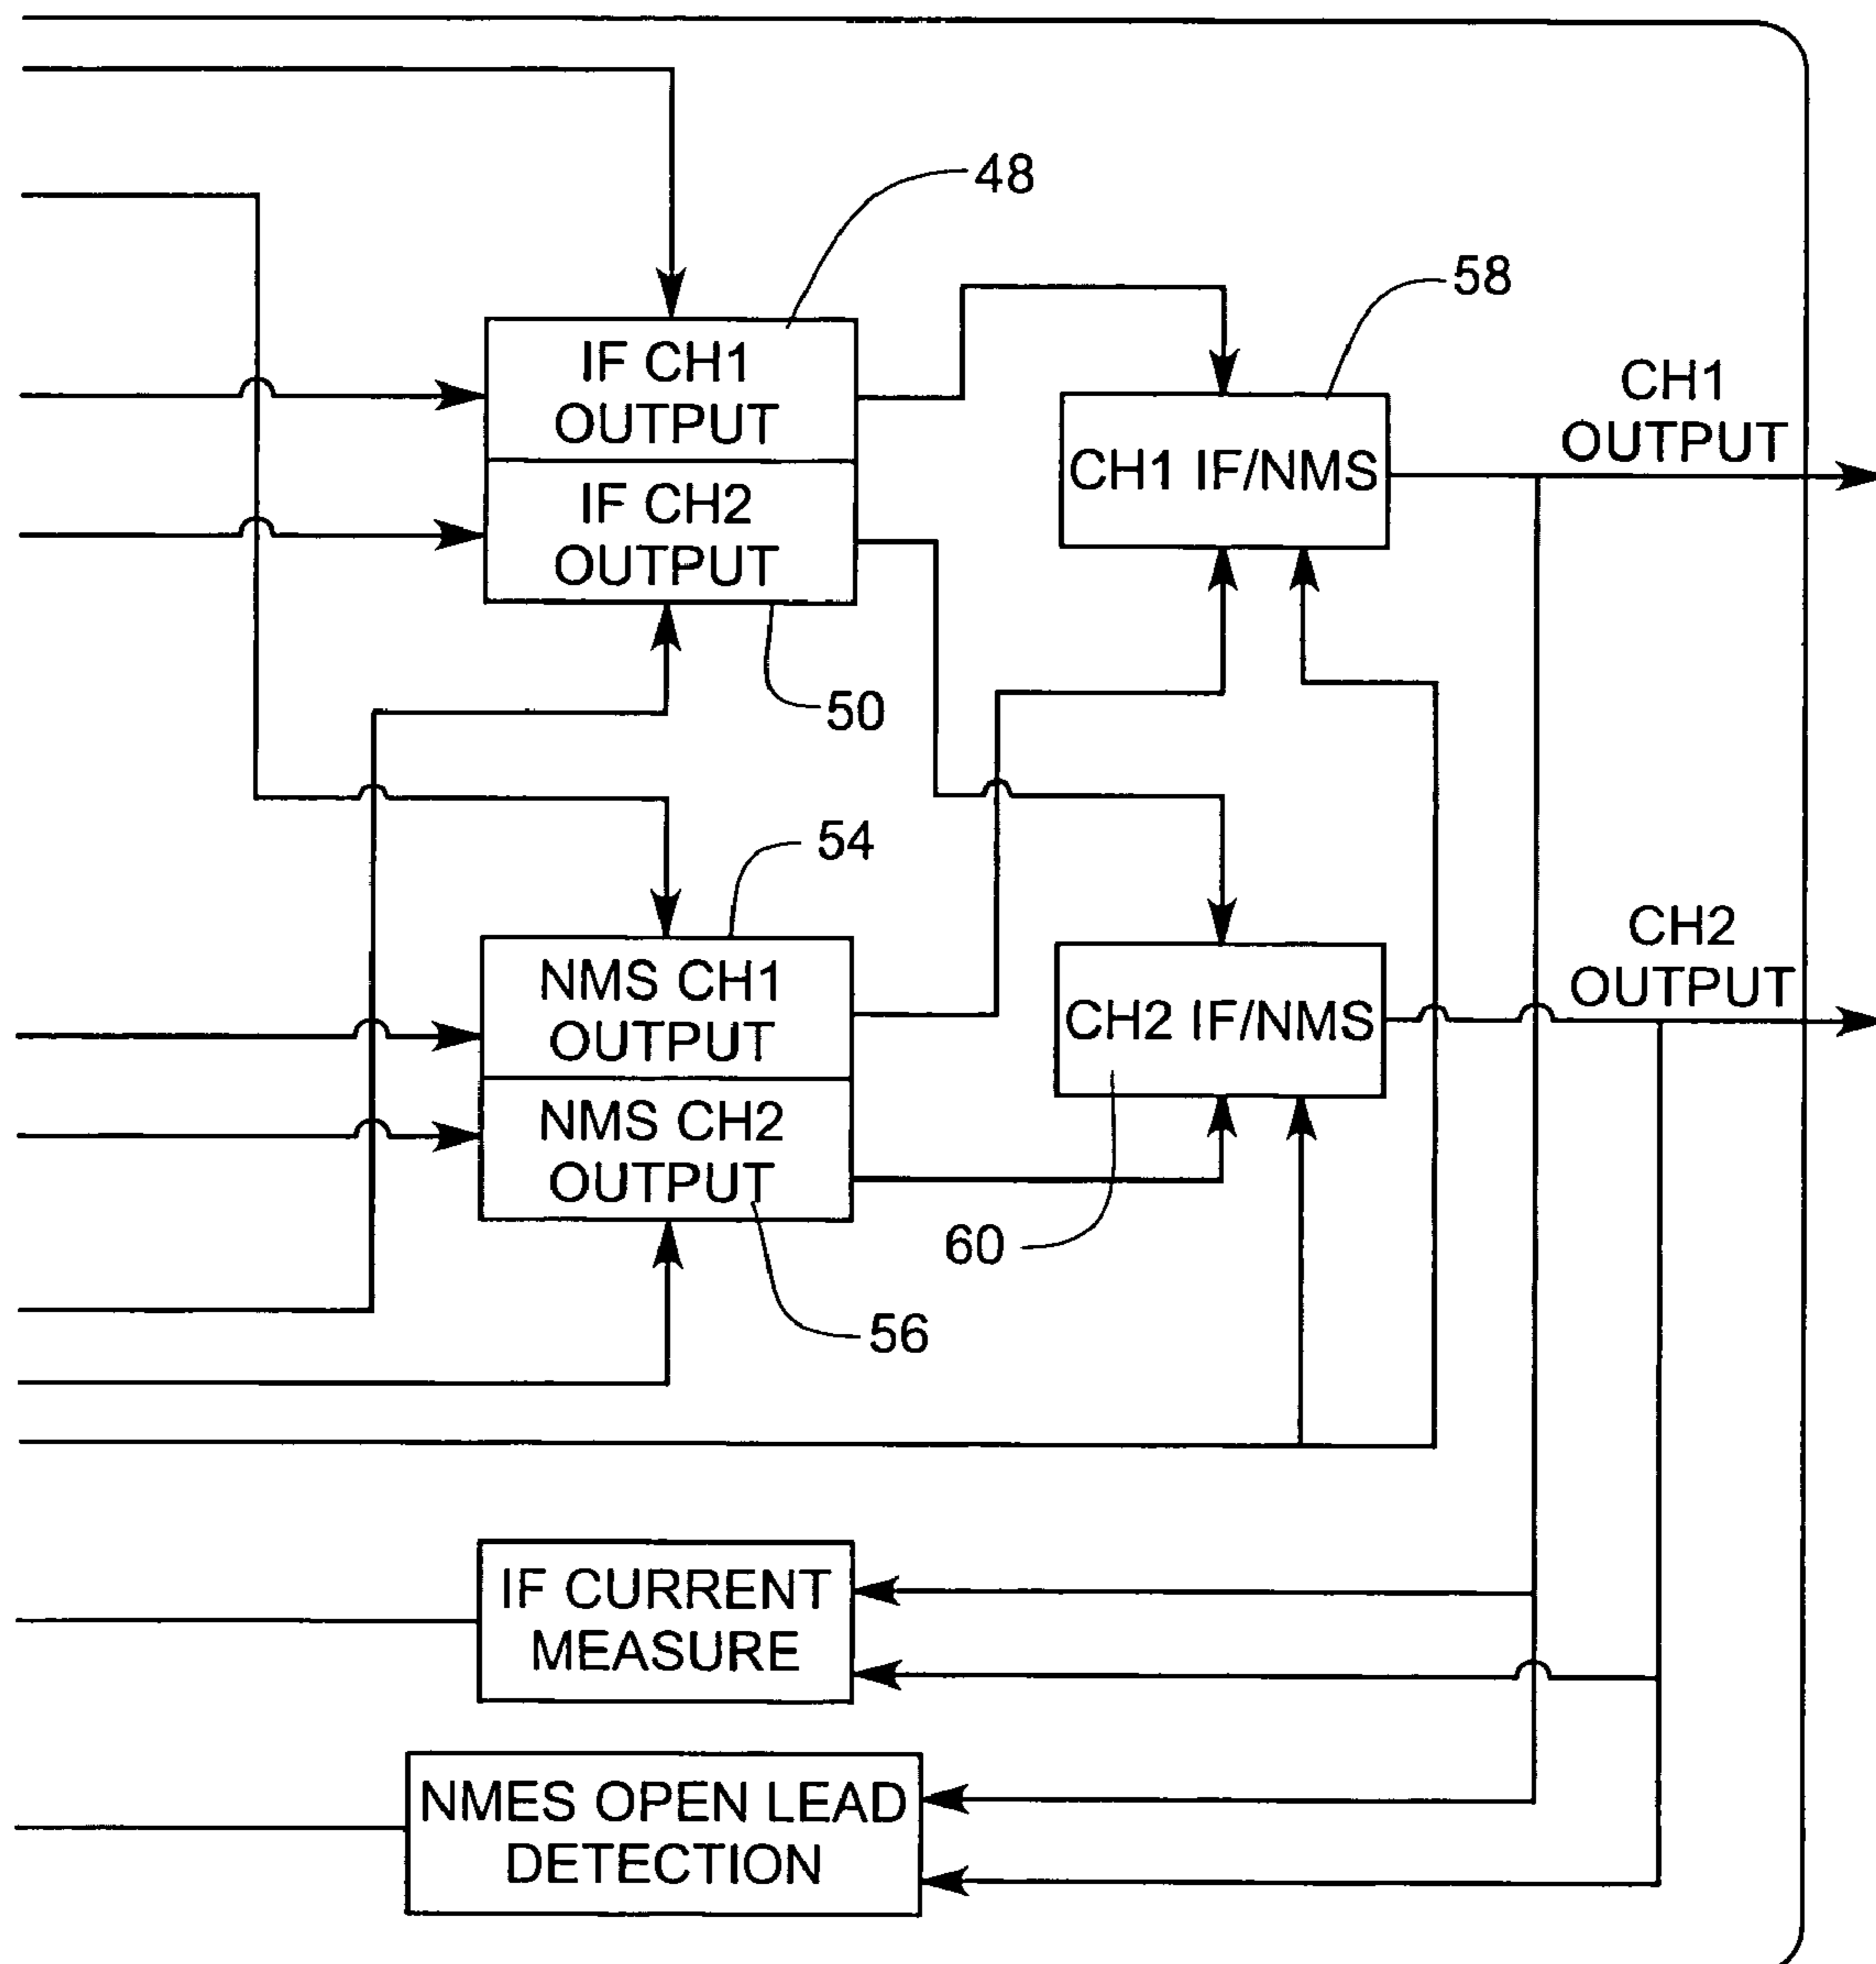 48
58
IF CH1
OUTPUT
CH1
OUTPUT
CH1 IF/NMS
IF CH2
OUTPUT
50
54
CH2
OUTPUT
NMS CH1
OUTPUT
CH2 IF/NMS
NMS CH2
OUTPUT
60
56
IF CURRENT
MEASURE
NMES OPEN LEAD
DETECTION